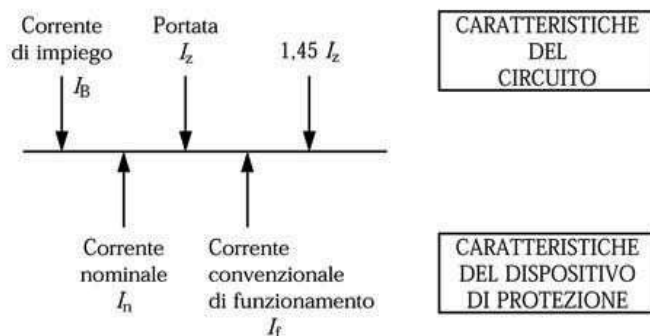 Corrente
di impiego
I_B
Portata
I_z
1,45 I_z
CARATTERISTICHE
DEL
CIRCUITO
Corrente
nominale
I_n
Corrente
convenzionale
di funzionamento
I_f
CARATTERISTICHE
DEL DISPOSITIVO
DI PROTEZIONE